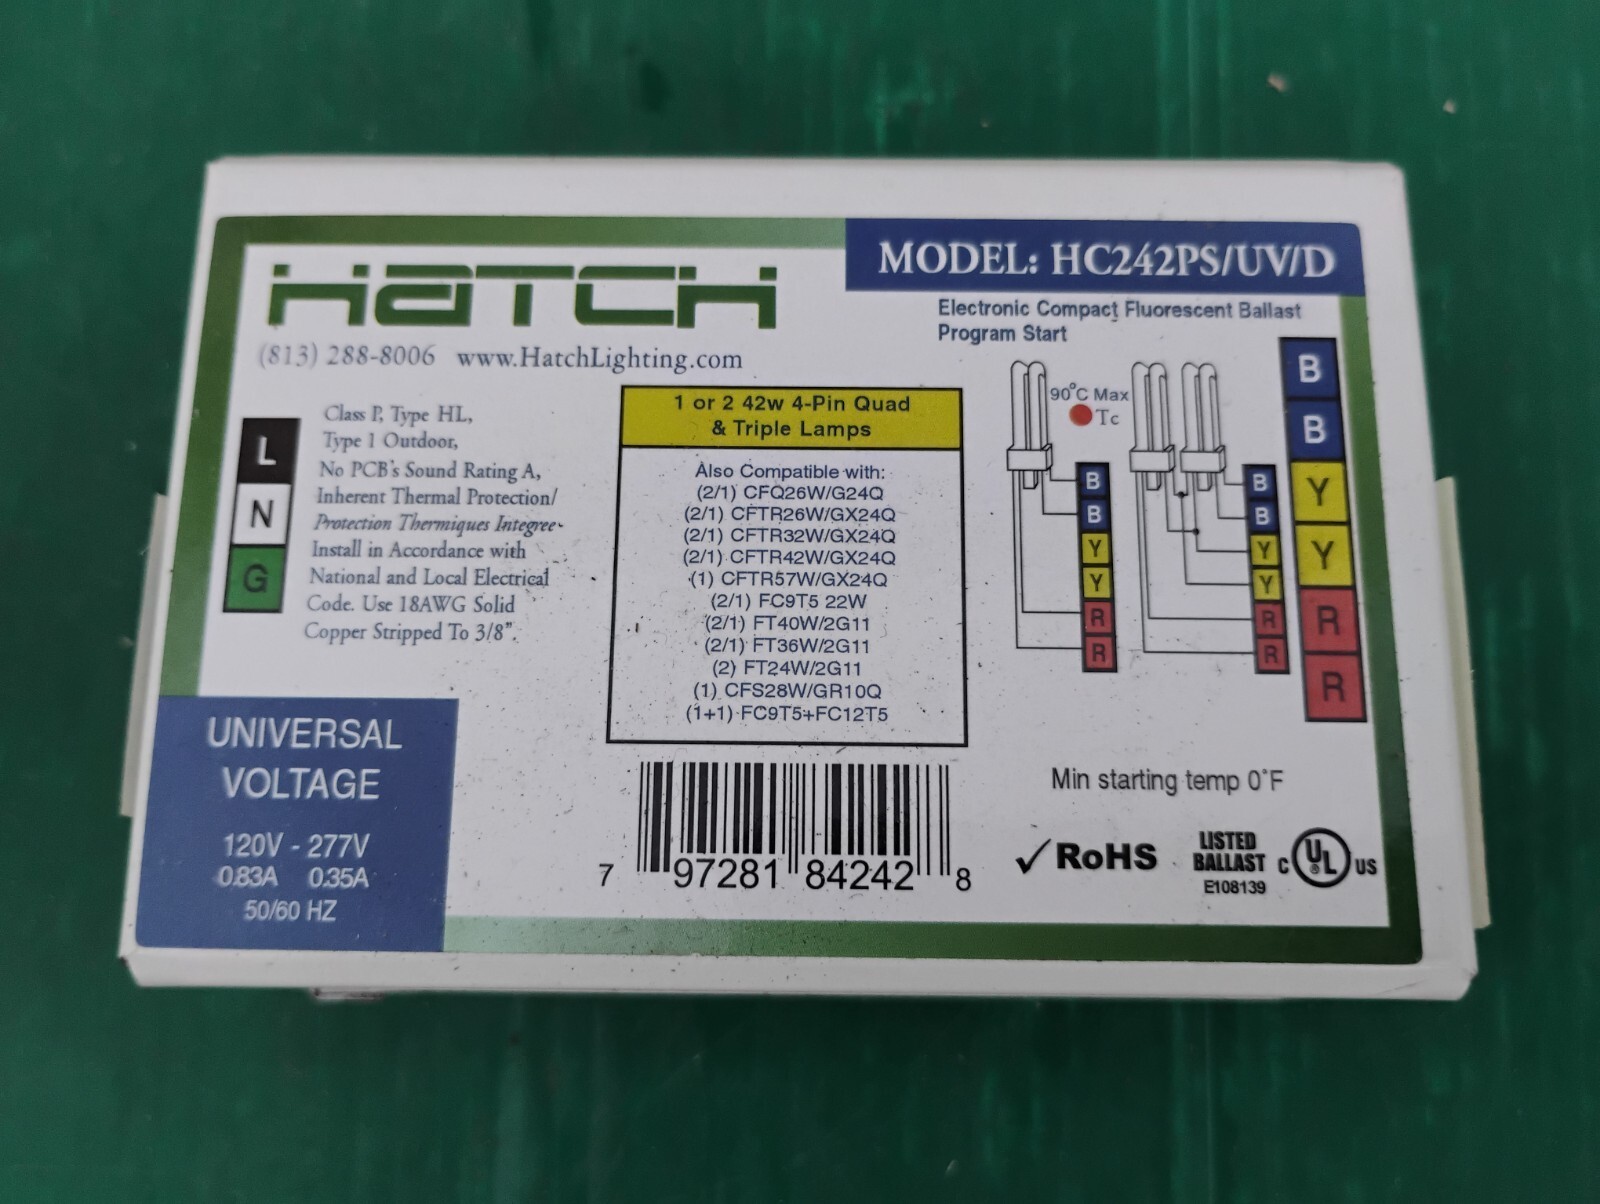 HATCH
(813) 288-8006 www.HatchLighting.com
MODEL: HC242PS/UV/D
Electronic Compact Fluorescent Ballast
Program Start
L
N
G
Class P, Type HL,
Type 1 Outdoor,
No PCB's Sound Rating A,
Inherent Thermal Protection/
Protection Thermiques Integree
Install in Accordance with
National and Local Electrical
Code. Use 18AWG Solid
Copper Stripped To 3/8".
1 or 2 42w 4-Pin Quad
& Triple Lamps
Also Compatible with:
(2/1) CFQ26W/G24Q
(2/1) CFTR26W/GX24Q
(2/1) CFTR32W/GX24Q
(2/1) CFTR42W/GX24Q
(1) CFTR57W/GX24Q
(2/1) FC9T5 22W
(2/1) FT40W/2G11
(2/1) FT36W/2G11
(2) FT24W/2G11
(1) CFS28W/GR10Q
(1+1) FC9T5+FC12T5
90°C Max
Tc
B
B
Y
Y
R
R
B
B
Y
Y
R
R
B
B
Y
Y
R
R
UNIVERSAL
VOLTAGE
120V - 277V
0.83A 0.35A
50/60 HZ
7 97281 84242 8
Min starting temp 0°F
RoHS
LISTED
BALLAST
E108139
C UL US